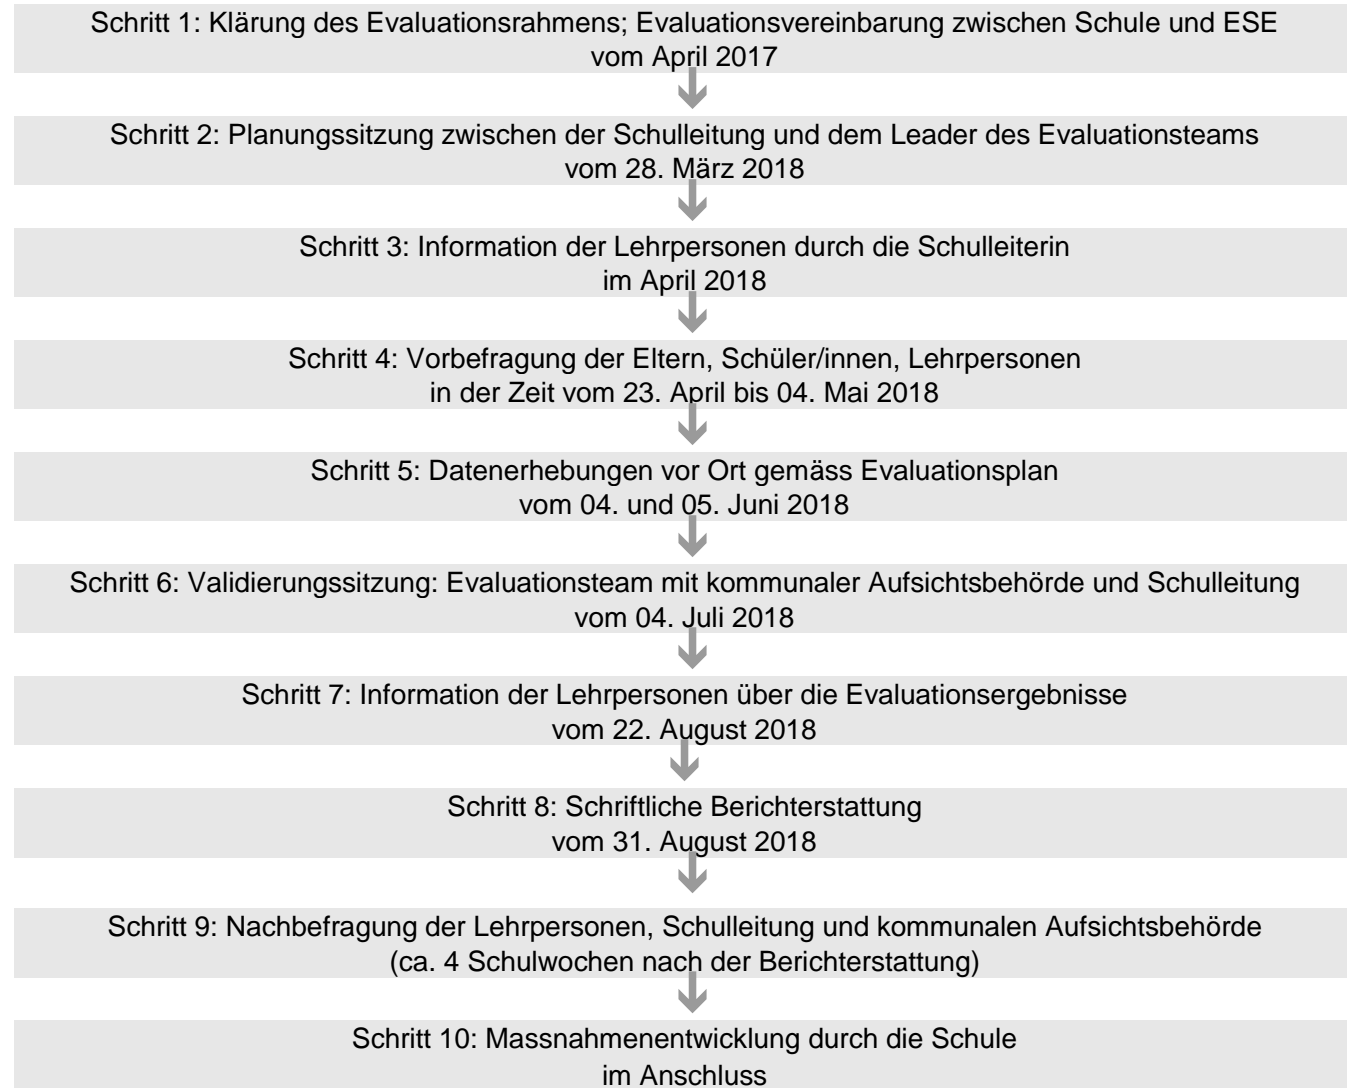 Schritt 1: Klärung des Evaluationsrahmens; Evaluationsvereinbarung zwischen Schule und ESE
vom April 2017
Schritt 2: Planungssitzung zwischen der Schulleitung und dem Leader des Evaluationsteams
vom 28. März 2018
Schritt 3: Information der Lehrpersonen durch die Schulleiterin
im April 2018
Schritt 4: Vorbefragung der Eltern, Schüler/innen, Lehrpersonen
in der Zeit vom 23. April bis 04. Mai 2018
Schritt 5: Datenerhebungen vor Ort gemäss Evaluationsplan
vom 04. und 05. Juni 2018
Schritt 6: Validierungssitzung: Evaluationsteam mit kommunaler Aufsichtsbehörde und Schulleitung
vom 04. Juli 2018
Schritt 7: Information der Lehrpersonen über die Evaluationsergebnisse
vom 22. August 2018
Schritt 8: Schriftliche Berichterstattung
vom 31. August 2018
Schritt 9: Nachbefragung der Lehrpersonen, Schulleitung und kommunalen Aufsichtsbehörde
(ca. 4 Schulwochen nach der Berichterstattung)
Schritt 10: Massnahmenentwicklung durch die Schule
im Anschluss